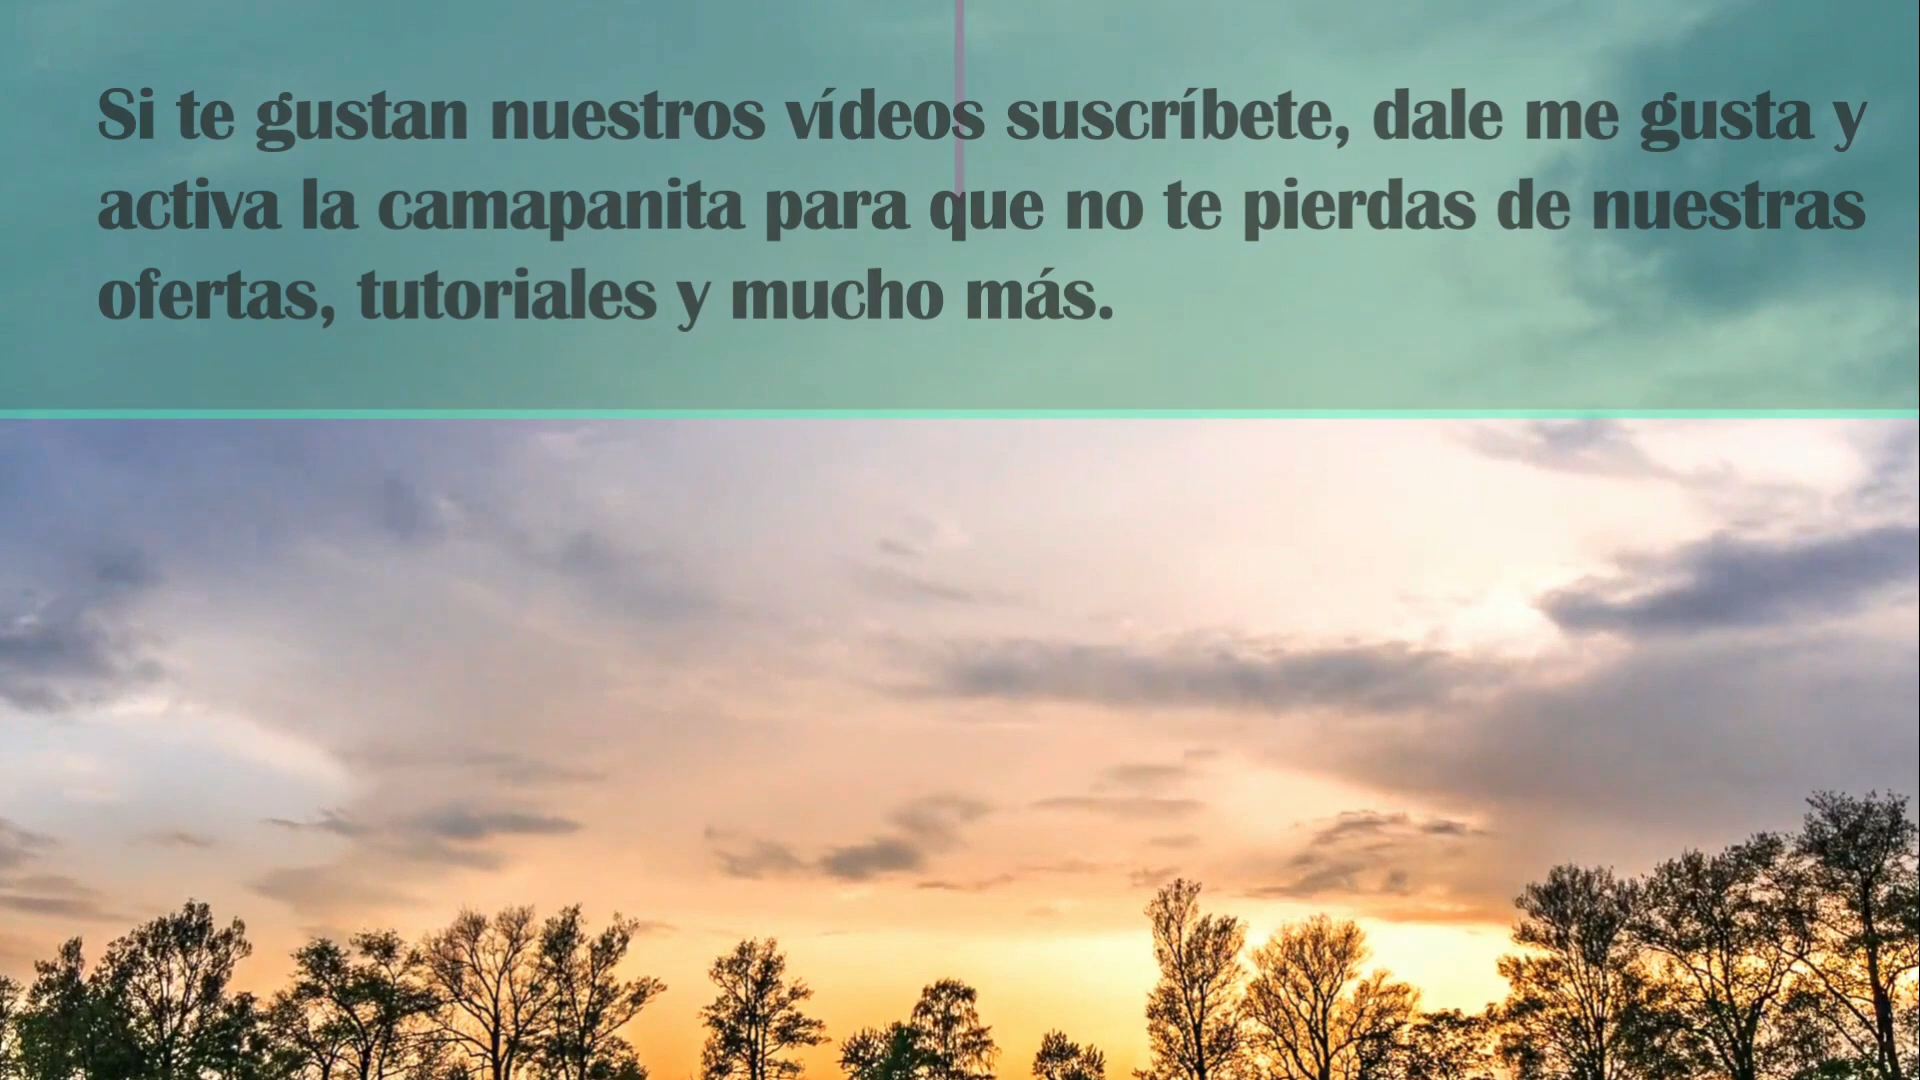 Si te gustan nuestros vídeos suscríbete, dale me gusta y
activa la camapanita para que no te pierdas de nuestras
ofertas, tutoriales y mucho más.